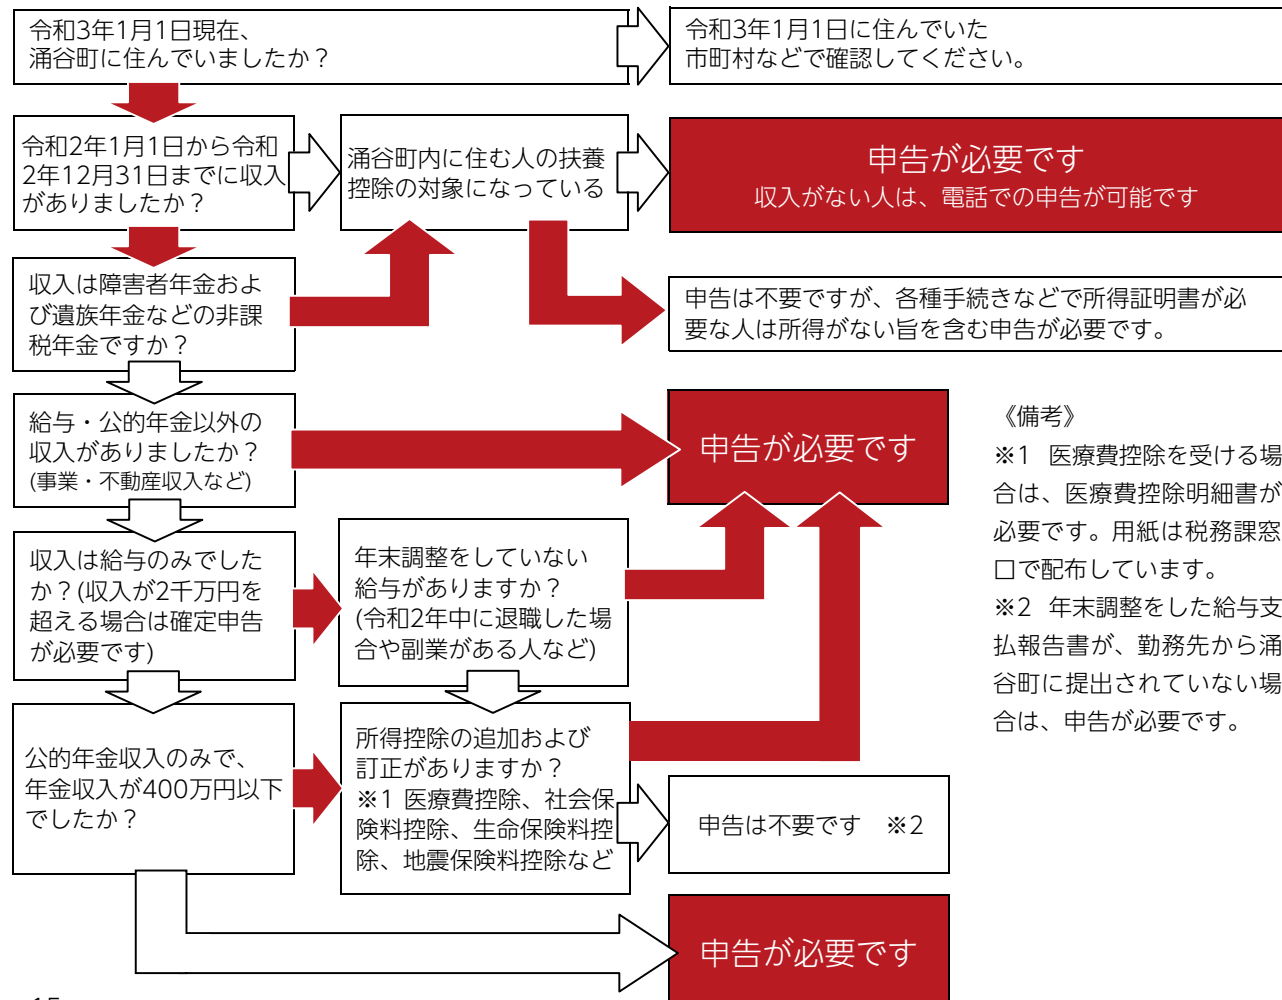 令和3年1月1日現在、
涌谷町に住んでいましたか？
令和3年1月1日に住んでいた
市町村などで確認してください。
令和2年1月1日から令和
2年12月31日までに収入
がありましたか？
涌谷町内に住む人の扶養
控除の対象になっている
申告が必要です
収入がない人は、電話での申告が可能です
収入は障害者年金およ
び遺族年金などの非課
税年金ですか？
申告は不要ですが、各種手続きなどで所得証明書が必
要な人は所得がない旨を含む申告が必要です。
給与・公的年金以外の
収入がありましたか？
(事業・不動産収入など)
申告が必要です
収入は給与のみでした
か？(収入が2千万円を
超える場合は確定申告
が必要です)
年末調整をしていない
給与がありますか？
(令和2年中に退職した場
合や副業がある人など)
公的年金収入のみで、
年金収入が400万円以下
でしたか？
所得控除の追加および
訂正がありますか？
※1 医療費控除、社会保
険料控除、生命保険料控
除、地震保険料控除など
申告は不要です　※2
申告が必要です
《備考》
※1　医療費控除を受ける場
合は、医療費控除明細書が
必要です。用紙は税務課窓
口で配布しています。
※2　年末調整をした給与支
払報告書が、勤務先から涌
谷町に提出されていない場
合は、申告が必要です。